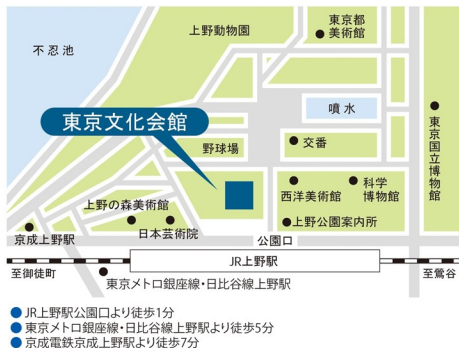 東京都
美術館
上野動物園
不忍池
噴水
東京文化会館
東京国立博物館
交番
野球場
西洋美術館
科学
博物館
上野の森美術館
上野公園案内所
京成上野駅
日本芸術院
公園口
JR上野駅
至御徒町
至鶯谷
東京メトロ銀座線・日比谷線上野駅
●JR上野駅公園口より徒歩1分
●東京メトロ銀座線・日比谷線上野駅より徒歩5分
●京成電鉄京成上野駅より徒歩7分